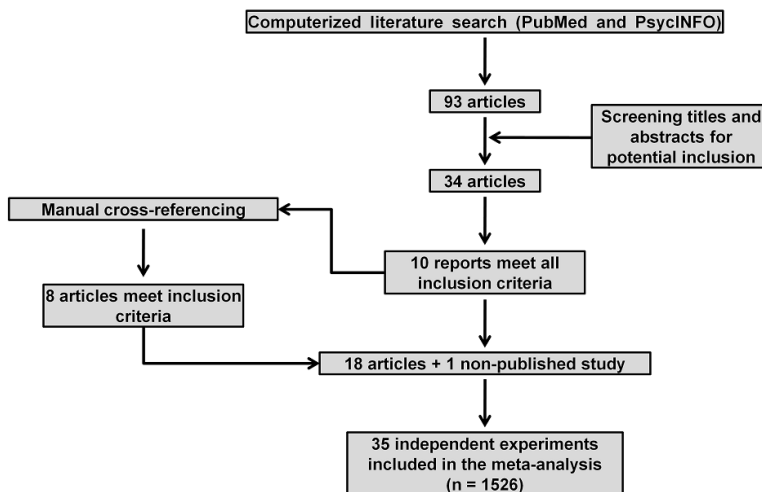 Computerized literature search (PubMed and PsycINFO)
93 articles
Screening titles and
abstracts for
potential inclusion
34 articles
Manual cross-referencing
10 reports meet all
inclusion criteria
8 articles meet inclusion
criteria
18 articles + 1 non-published study
35 independent experiments
included in the meta-analysis
(n = 1526)